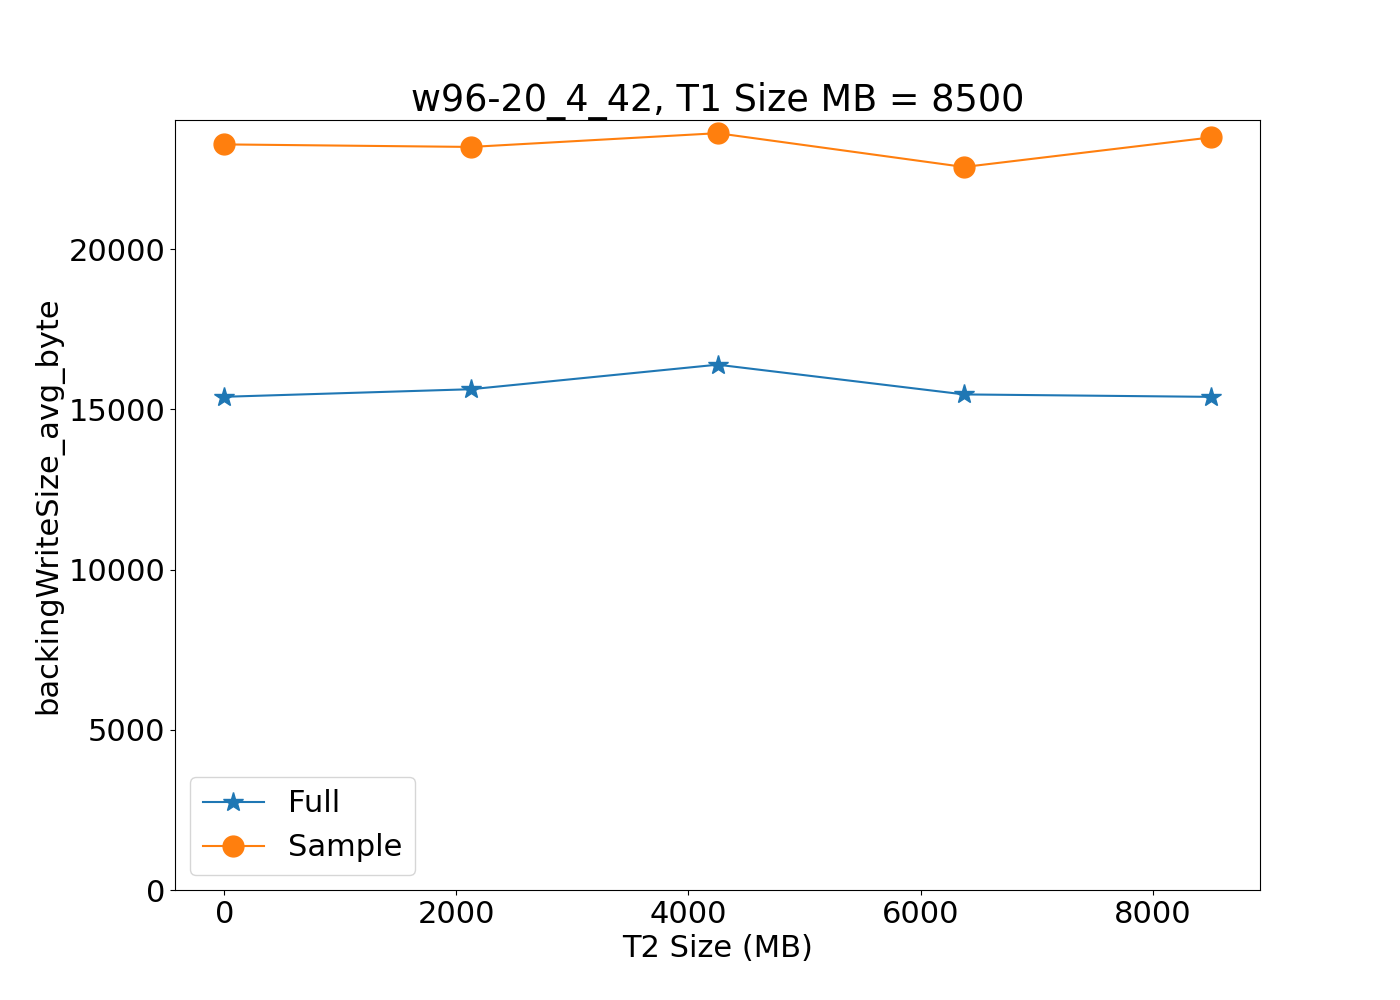 w96-20_4_42, T1 Size MB = 8500
backingWriteSize_avg_byte
20000
15000
10000
5000
0
Full
Sample
0 2000 4000 6000 8000
T2 Size (MB)